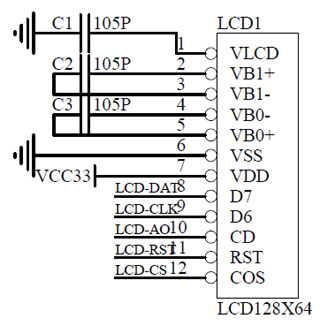 C1 105P LCD1
1 VLCD
C2 105P 2 VB1+
3 VB1-
C3 105P 4 VB0-
5 VB0+
6 VSS
VCC33 7 VDD
LCD-DAT 8 D7
LCD-CLK 9 D6
LCD-AO 10 CD
LCD-RST 11 RST
LCD-CS 12 COS
LCD128X64